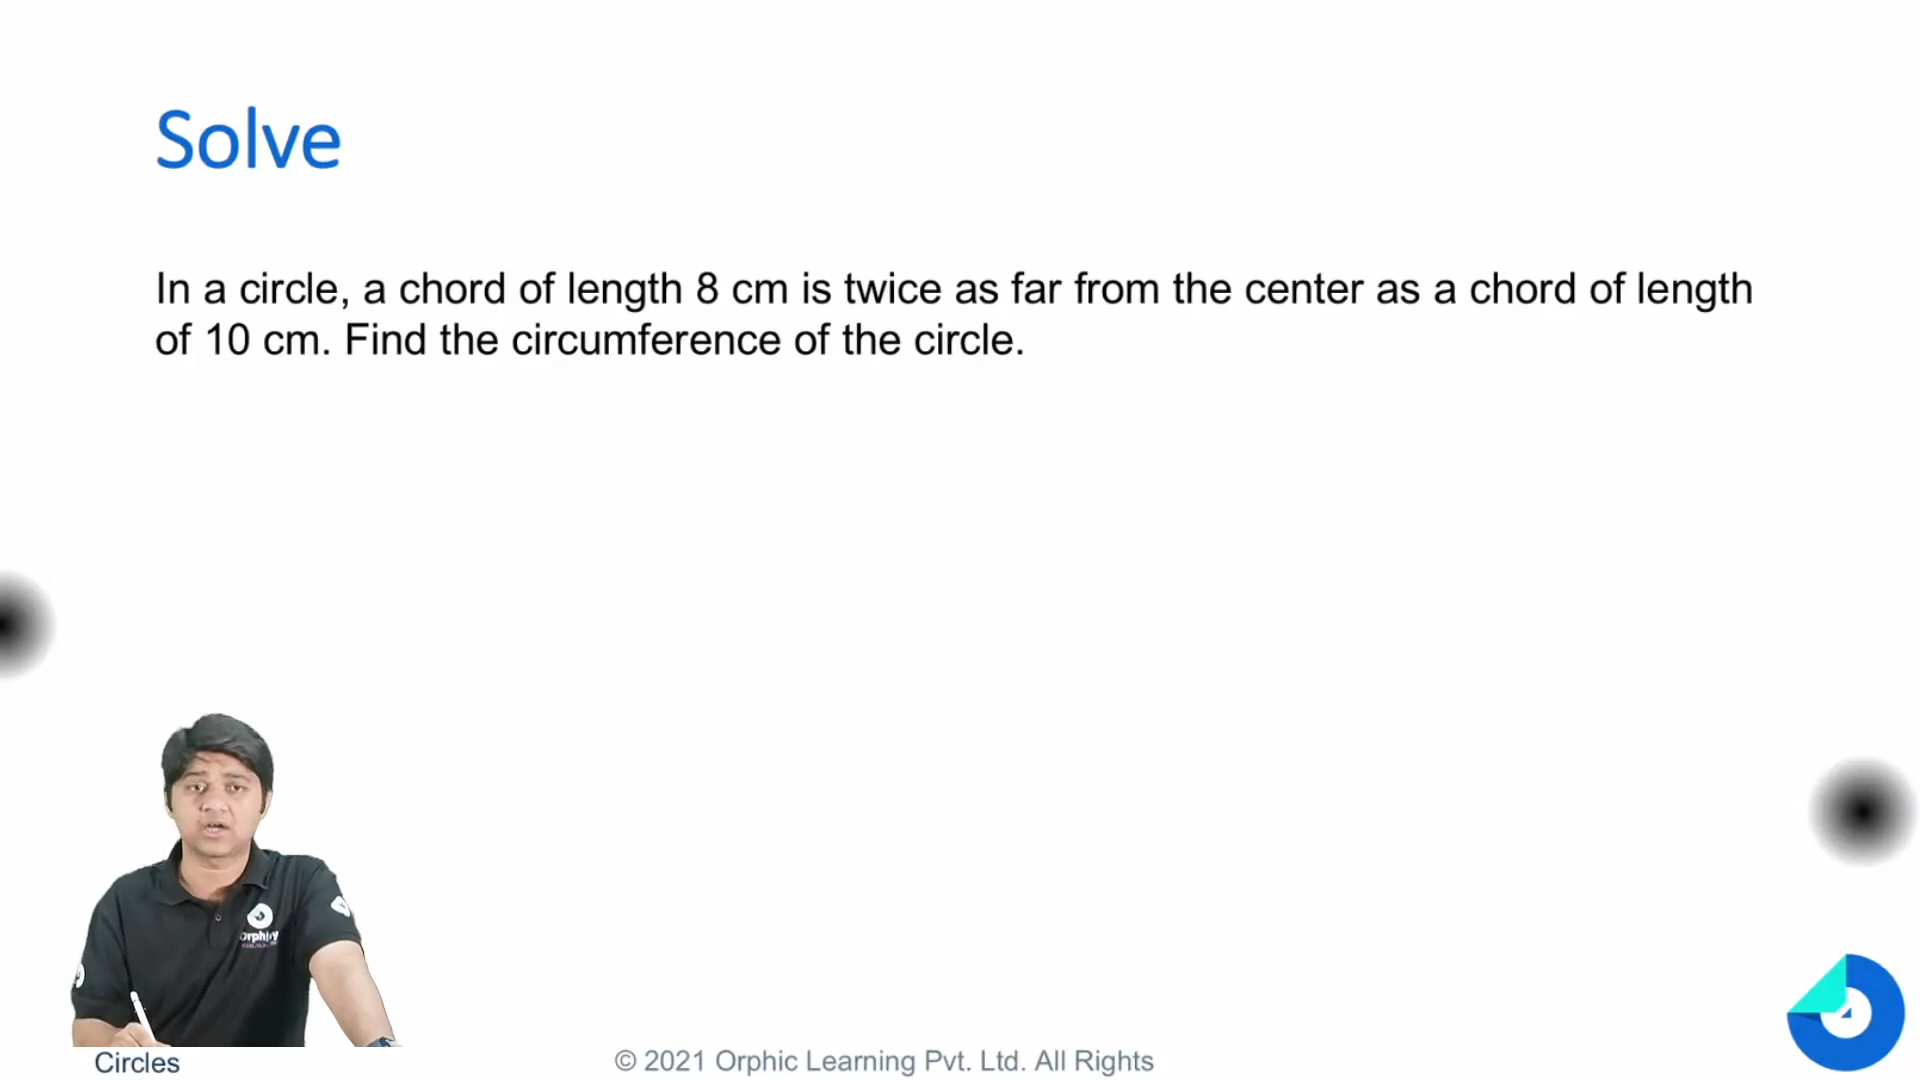 Solve
In a circle, a chord of length 8 cm is twice as far from the center as a chord of length
of 10 cm. Find the circumference of the circle.
Circles
© 2021 Orphic Learning Pvt. Ltd. All Rights